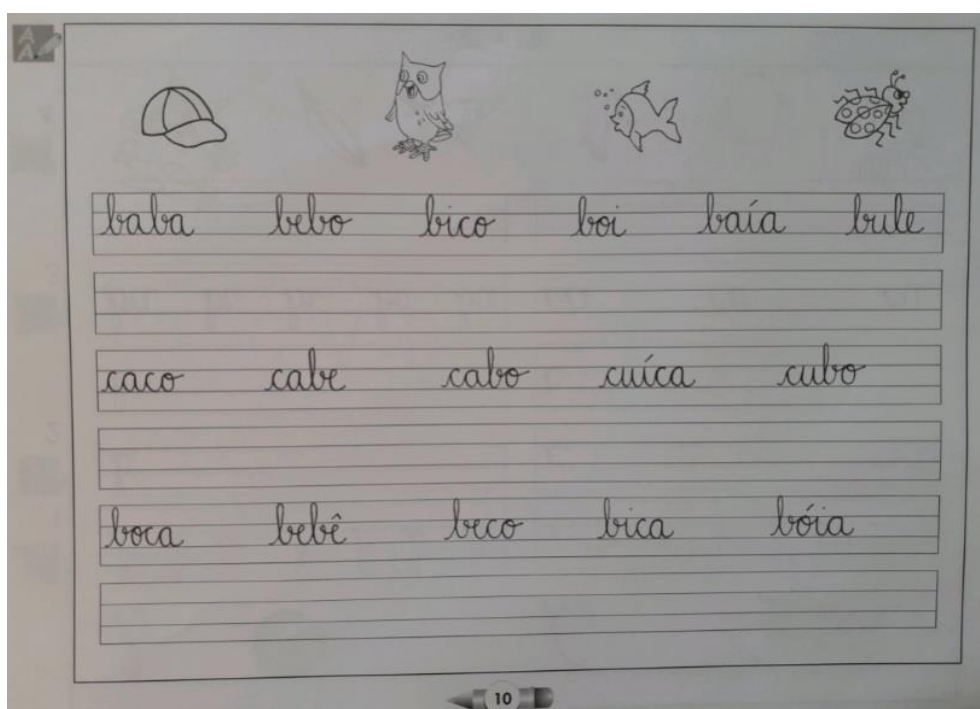 A
A
baba bebo bico boi baía bule
caco cabe cabo cuíca cubo
boca bebê beco bica bóia
10